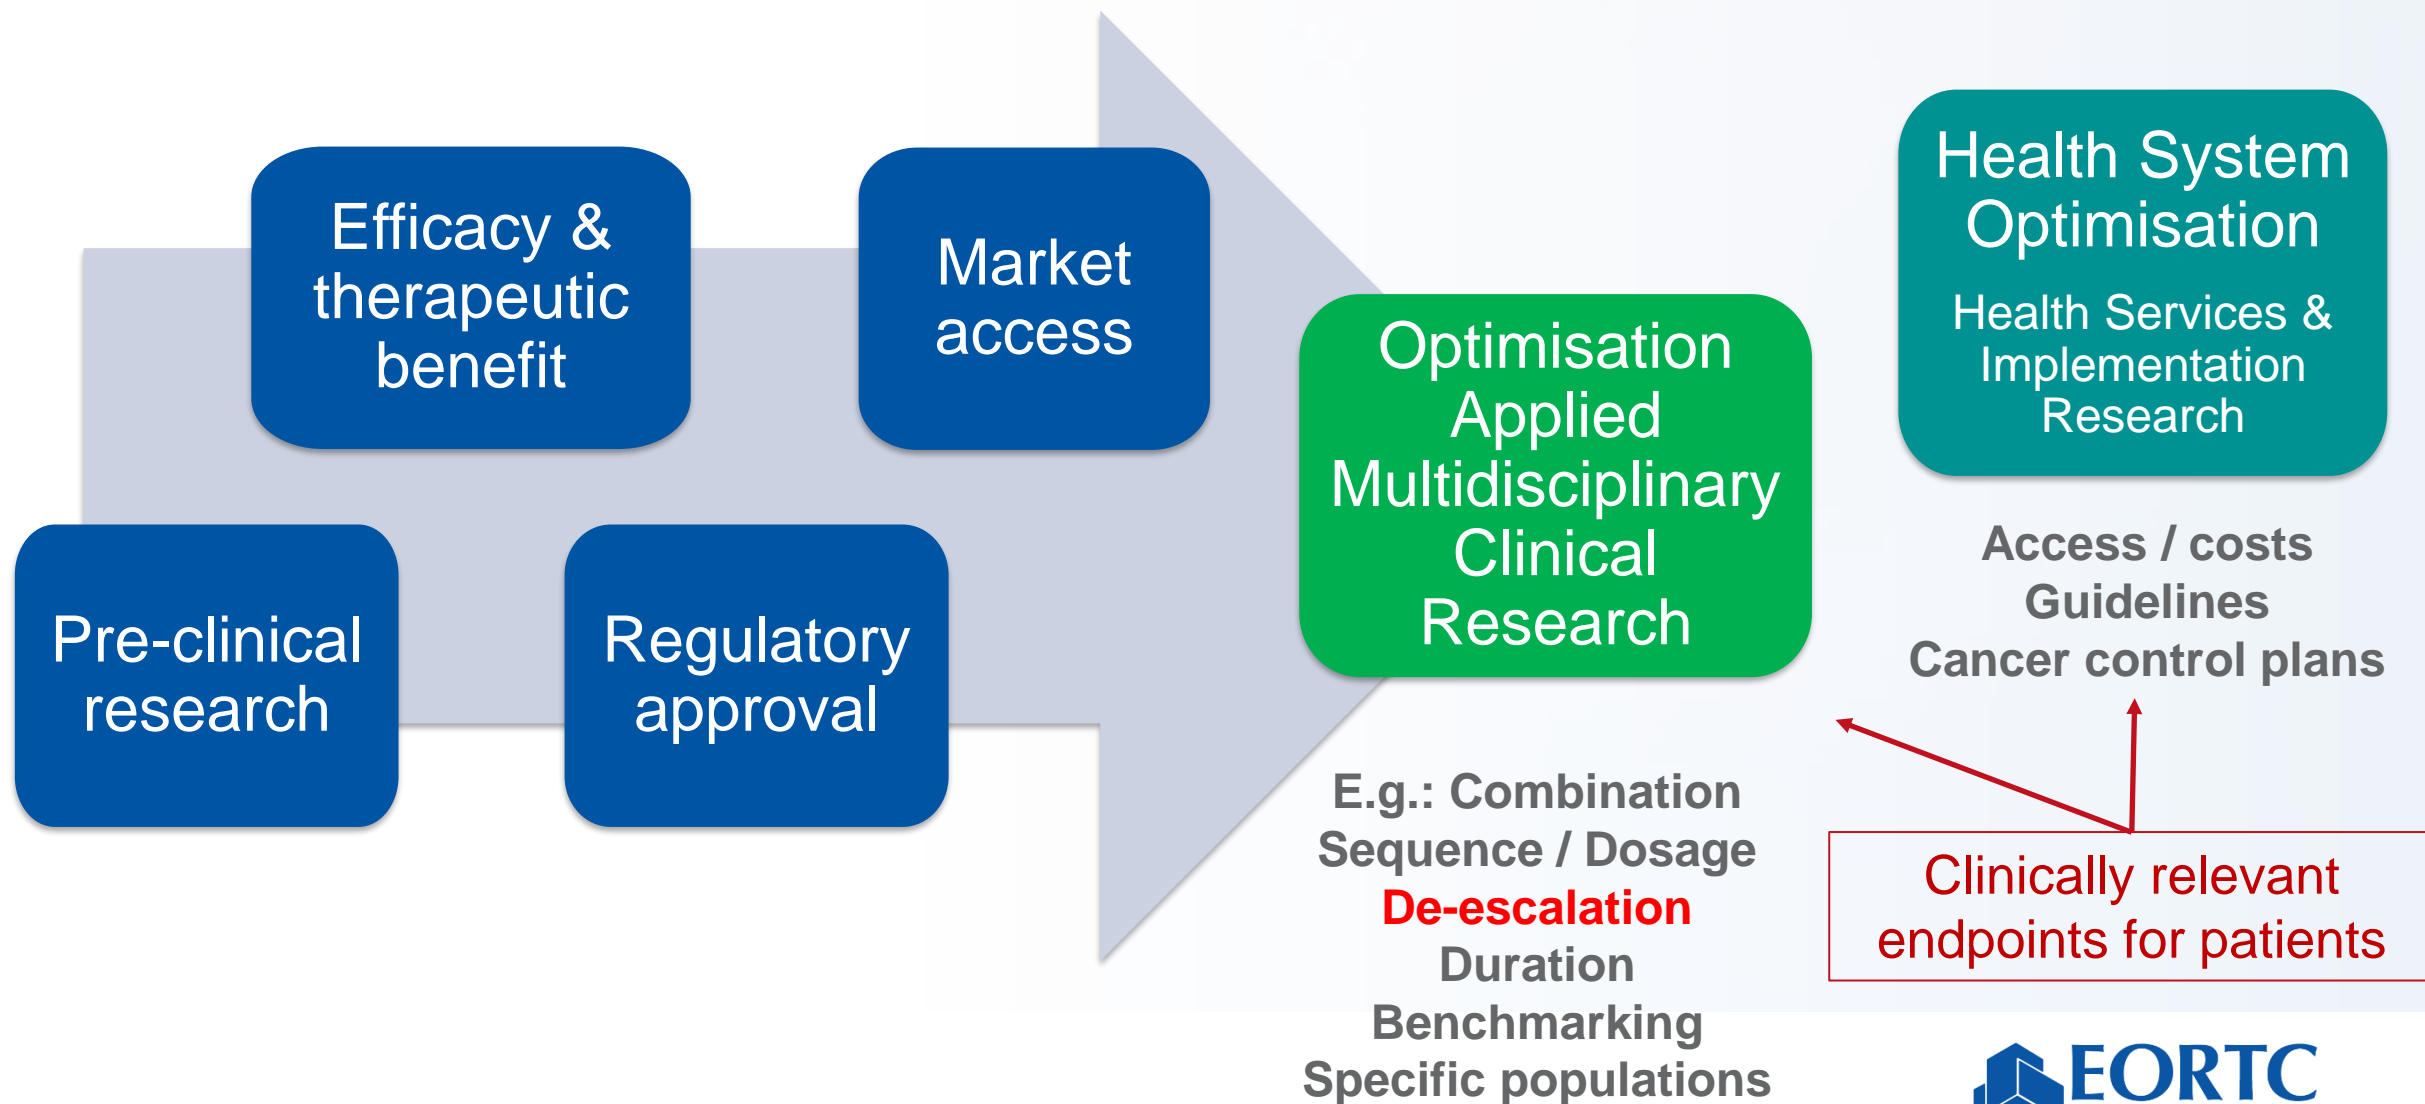 Efficacy &
therapeutic
benefit
Market
access
Pre-clinical
research
Regulatory
approval
Optimisation
Applied
Multidisciplinary
Clinical
Research
E.g.: Combination
Sequence / Dosage
De-escalation
Duration
Benchmarking
Specific populations
Health System
Optimisation
Health Services &
Implementation
Research
Access / costs
Guidelines
Cancer control plans
Clinically relevant
endpoints for patients
EORTC